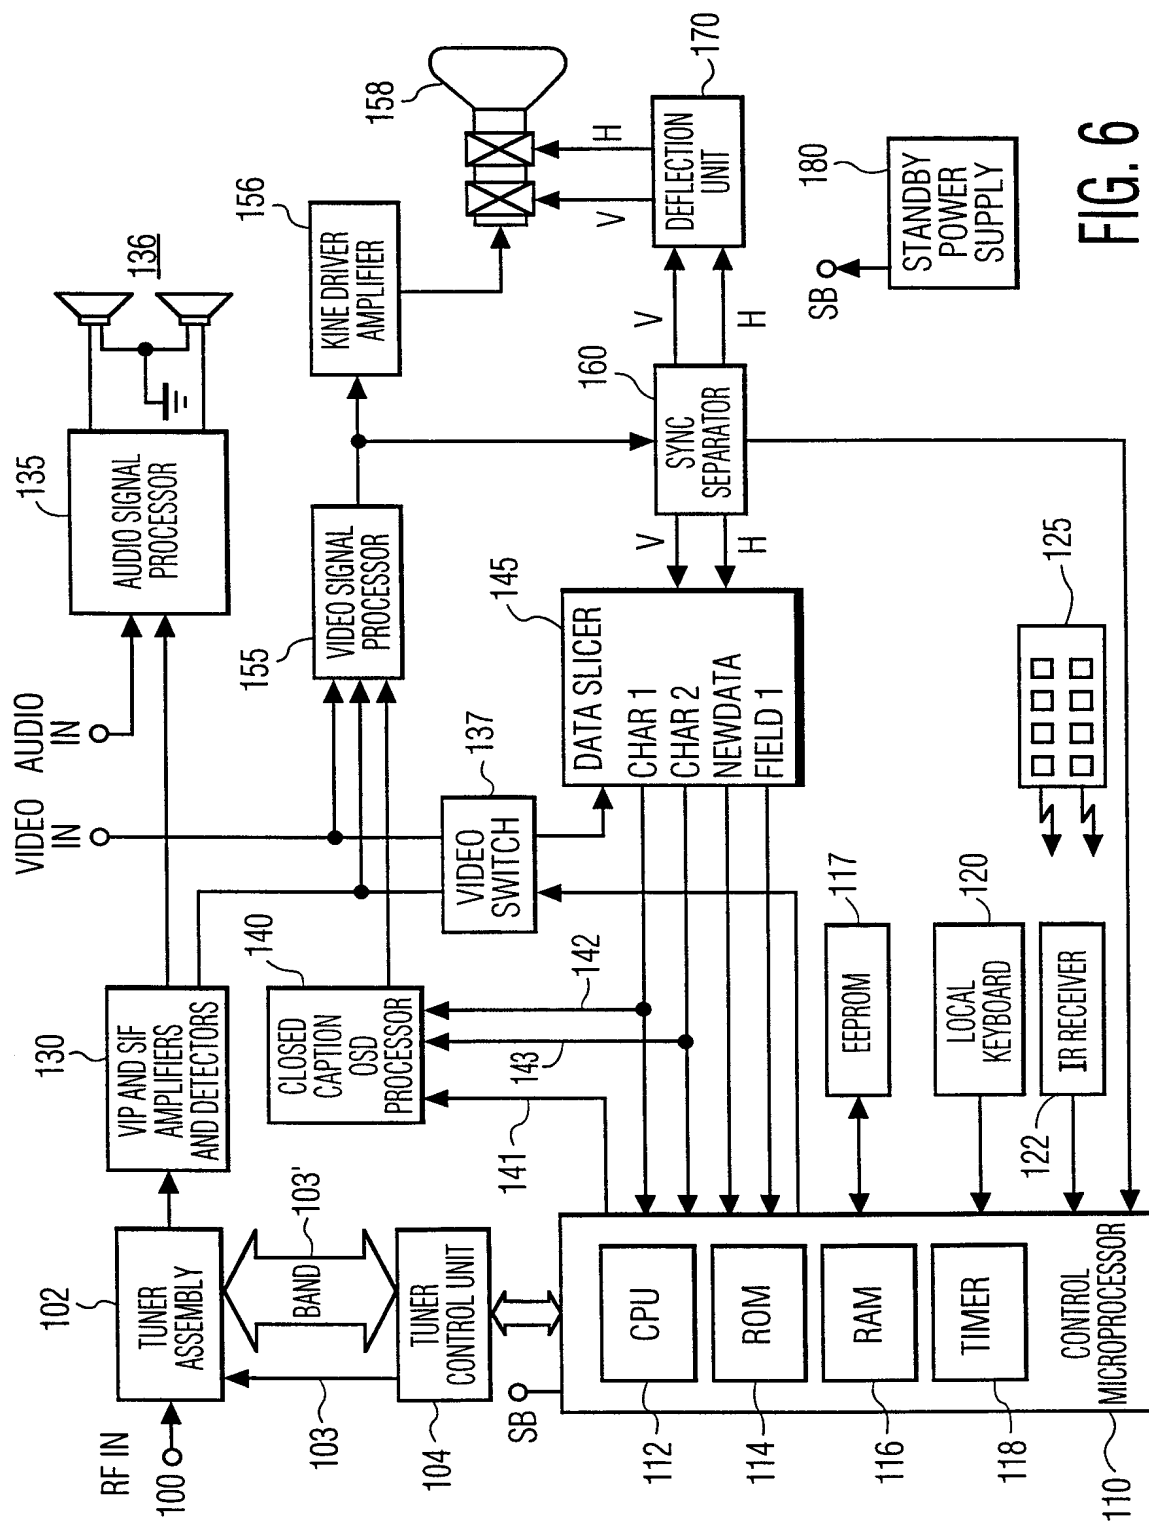 RF IN
100
102
TUNER
ASSEMBLY
103
BAND
103'
104
TUNER
CONTROL UNIT
SB
130
VIP AND SIF
AMPLIFIERS
AND DETECTORS
VIDEO
IN
AUDIO
IN
135
AUDIO SIGNAL
PROCESSOR
136
140
CLOSED
CAPTION
OSD
PROCESSOR
141
143
142
137
VIDEO
SWITCH
155
VIDEO SIGNAL
PROCESSOR
156
KINE DRIVER
AMPLIFIER
158
145
DATA SLICER
CHAR 1
CHAR 2
NEWDATA
FIELD 1
V
H
160
SYNC
SEPARATOR
V
H
V
H
170
DEFLECTION
UNIT
SB
180
STANDBY
POWER
SUPPLY
112
CPU
114
ROM
116
RAM
118
TIMER
110
CONTROL
MICROPROCESSOR
117
EEPROM
120
LOCAL
KEYBOARD
122
IR RECEIVER
125
FIG. 6